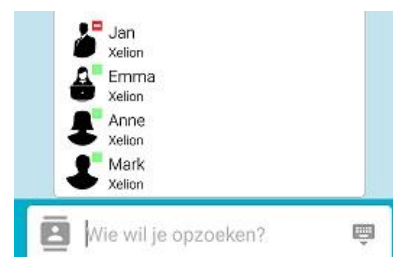 Jan
Xelion
Emma
Xelion
Anne
Xelion
Mark
Xelion
Wie wil je opzoeken?